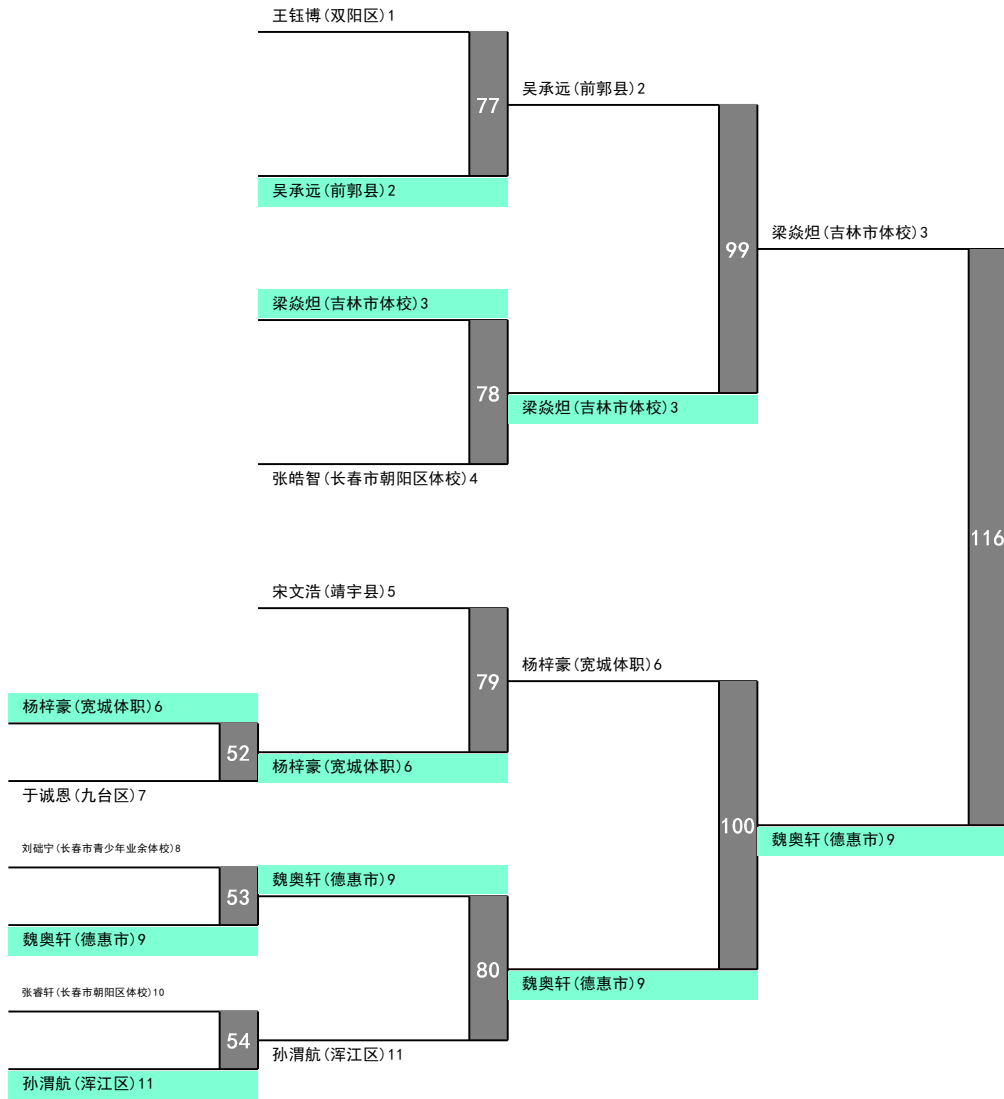 王钰博(双阳区)1
77
吴承远(前郭县)2
吴承远(前郭县)2
99
梁焱炟(吉林市体校)3
梁焱炟(吉林市体校)3
78
梁焱炟(吉林市体校)3
张皓智(长春市朝阳区体校)4
116
宋文浩(靖宇县)5
79
杨梓豪(宽城体职)6
杨梓豪(宽城体职)6
52
杨梓豪(宽城体职)6
于诚恩(九台区)7
100
魏奥轩(德惠市)9
刘础宁(长春市青少年业余体校)8
53
魏奥轩(德惠市)9
魏奥轩(德惠市)9
80
魏奥轩(德惠市)9
张睿轩(长春市朝阳区体校)10
54
孙渭航(浑江区)11
孙渭航(浑江区)11